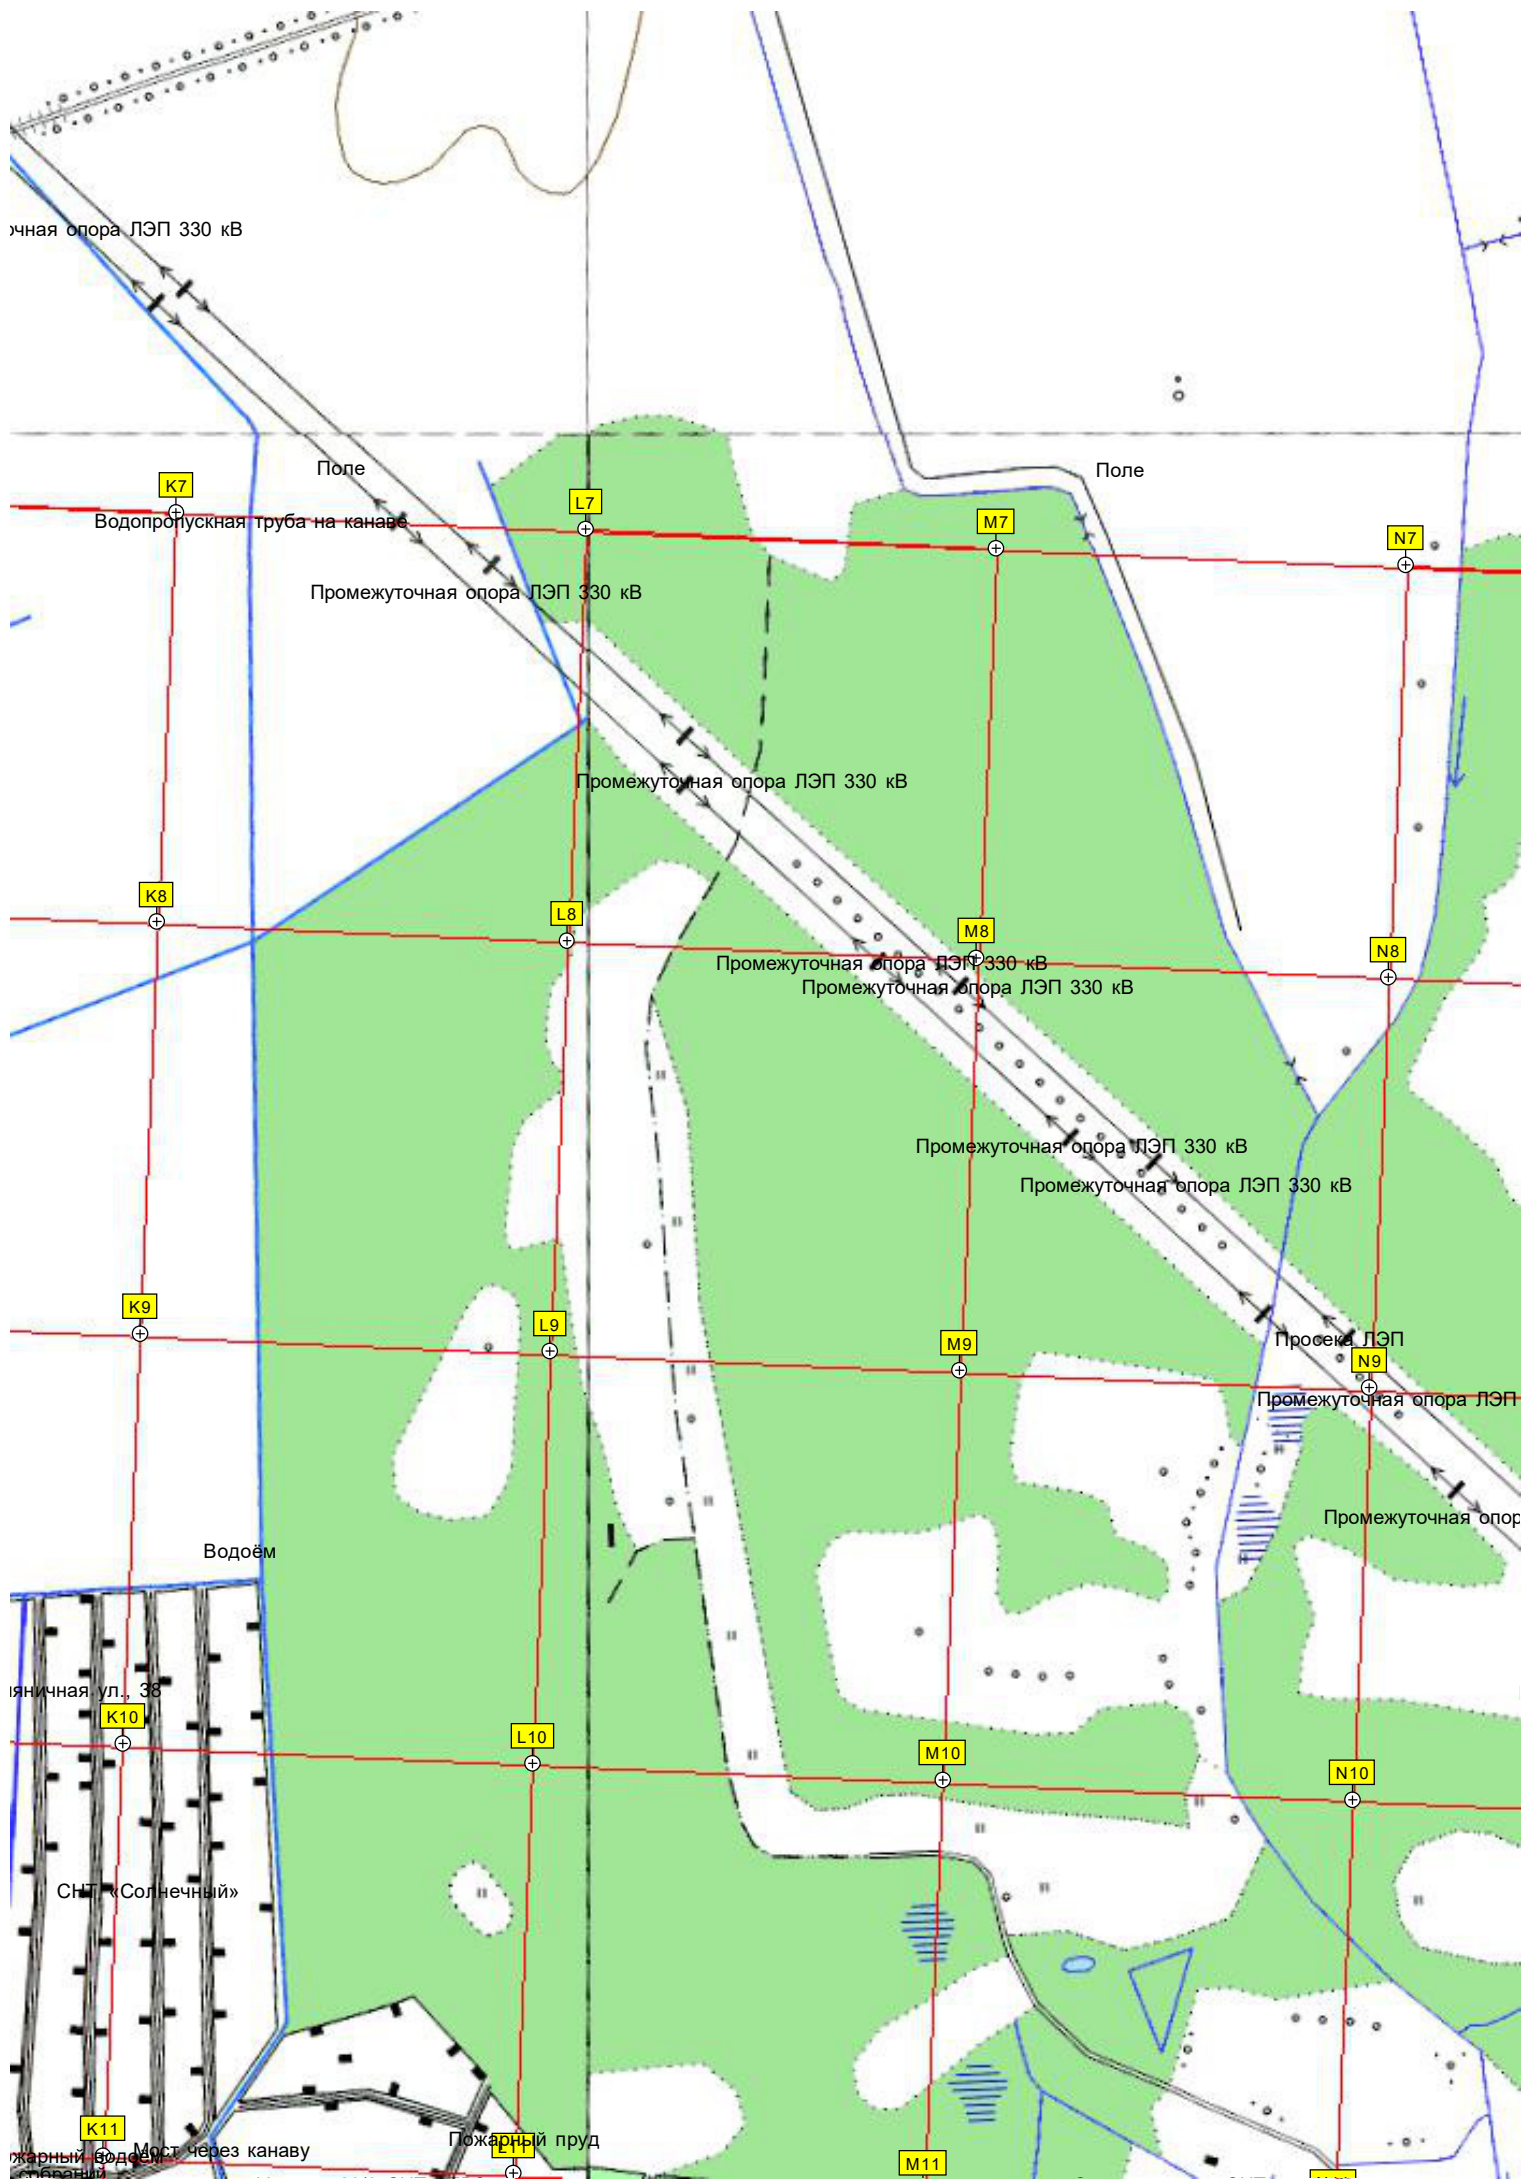 опора ЛЭП 330 кВ
Поле
Поле
K7
L7
M7
N7
Водопропускная труба на канаве
Промежуточная опора ЛЭП 330 кВ
Промежуточная опора ЛЭП 330 кВ
K8
L8
M8
N8
Промежуточная опора ЛЭП 330 кВ
Промежуточная опора ЛЭП 330 кВ
Промежуточная опора ЛЭП 330 кВ
Промежуточная опора ЛЭП 330 кВ
K9
L9
M9
Просека ЛЭП
N9
Промежуточная опора ЛЭП
Промежуточная опор
Водоём
ул., 38
K10
L10
M10
N10
СНТ «Солнечный»
K11
Мост через канаву
Пожарный пруд
L11
M11
водоём
собраний